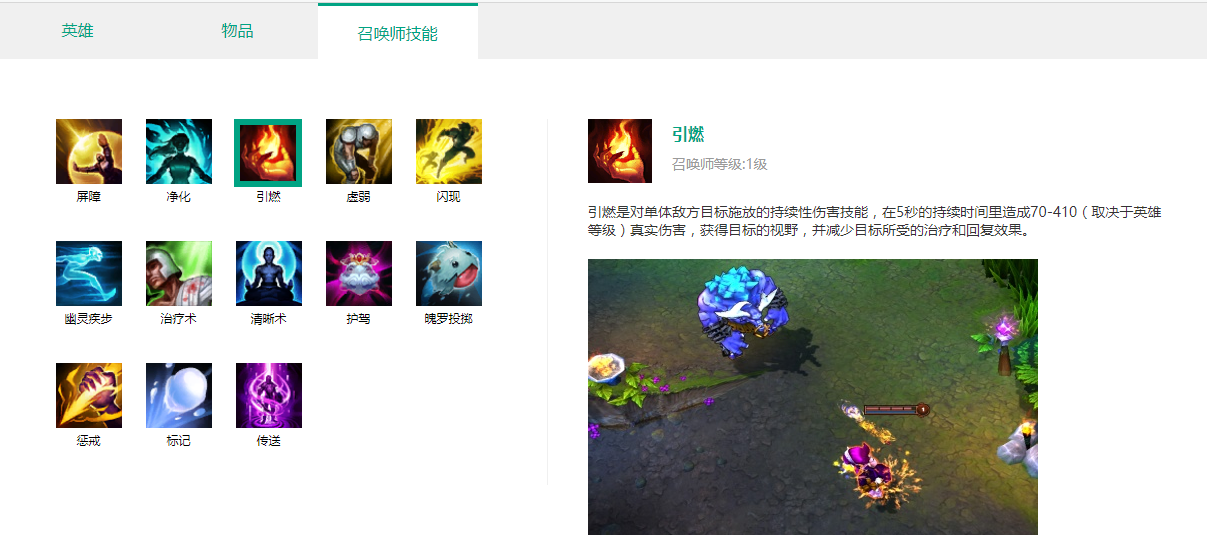 英雄
物品
召唤师技能
屏障
净化
引燃
虚弱
闪现
幽灵疾步
治疗术
清晰术
护驾
魄罗投掷
惩戒
标记
传送
引燃
召唤师等级:1级
引燃是对单体敌方目标施放的持续性伤害技能，在5秒的持续时间里造成70-410（取决于英雄
等级）真实伤害，获得目标的视野，并减少目标所受的治疗和回复效果。
1